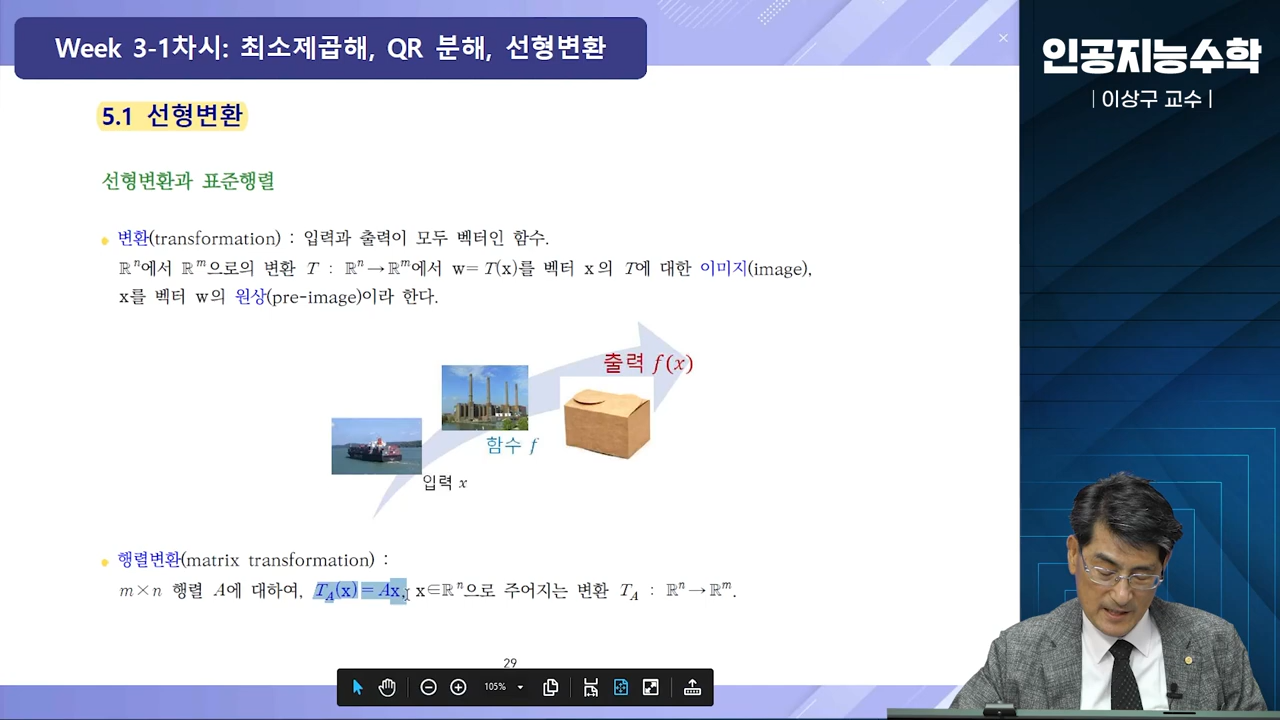 Week 3-1차시: 최소제곱해, QR 분해, 선형변환
인공지능수학
| 이상구 교수 |
5.1 선형변환
선형변환과 표준행렬
• 변환(transformation) : 입력과 출력이 모두 벡터인 함수.
ℝⁿ에서 ℝᵐ으로의 변환 T : ℝⁿ→ℝᵐ에서 w= T(x)를 벡터 x의 T에 대한 이미지(image),
x를 벡터 w의 원상(pre-image)이라 한다.
출력 f(x)
함수 f
입력 x
• 행렬변환(matrix transformation) :
m×n 행렬 A에 대하여, T_A(x) = Ax, x∈ℝⁿ으로 주어지는 변환 T_A : ℝⁿ→ℝᵐ.
29
105%